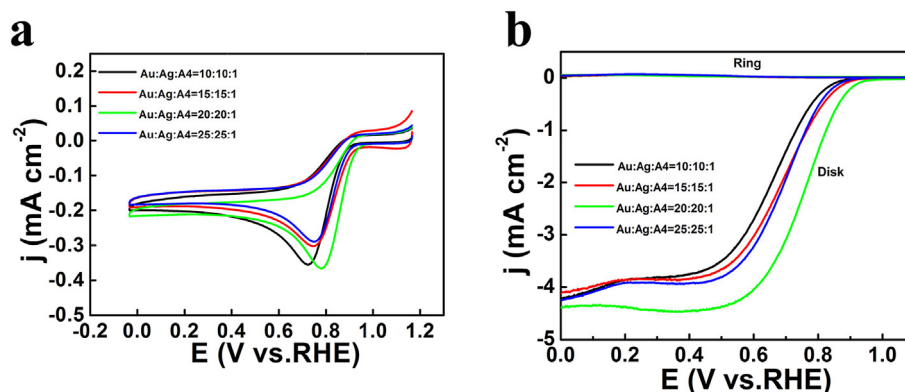 a
Au:Ag:A4=10:10:1
Au:Ag:A4=15:15:1
Au:Ag:A4=20:20:1
Au:Ag:A4=25:25:1
0.2
0.1
0.0
-0.1
-0.2
-0.3
-0.4
-0.5
-0.2 0.0 0.2 0.4 0.6 0.8 1.0 1.2
j (mA cm-2)
E (V vs.RHE)
b
Ring
Disk
Au:Ag:A4=10:10:1
Au:Ag:A4=15:15:1
Au:Ag:A4=20:20:1
Au:Ag:A4=25:25:1
0
-1
-2
-3
-4
-5
0.0 0.2 0.4 0.6 0.8 1.0
j (mA cm-2)
E (V vs.RHE)